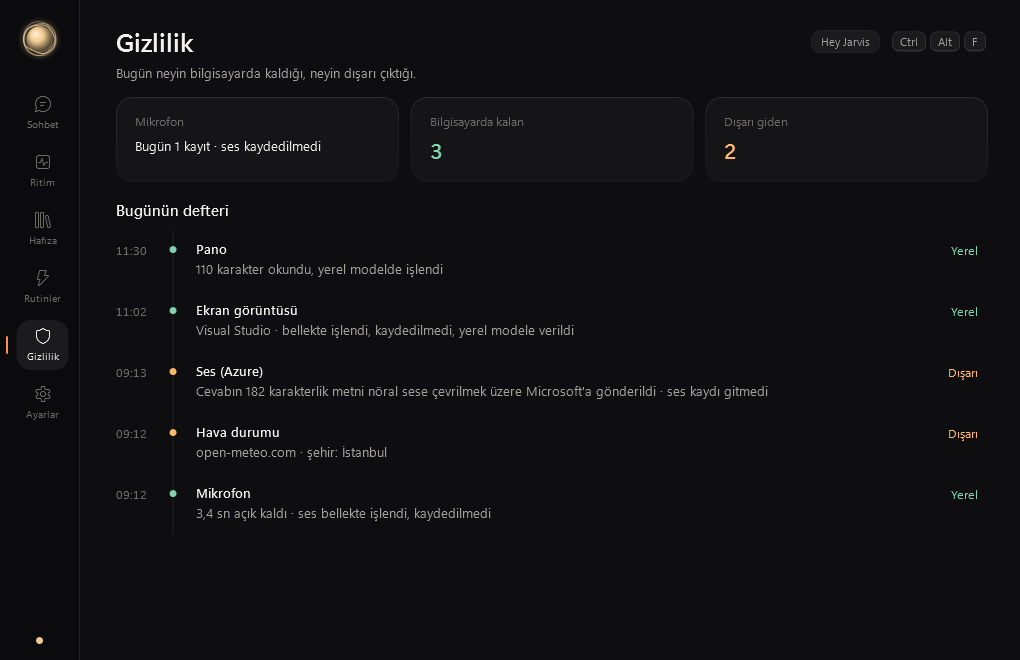 Gizlilik
Hey Jarvis
Ctrl
Alt
F
Bugün neyin bilgisayarda kaldığı, neyin dışarı çıktığı.
Sohbet
Ritim
Hafıza
Rutinler
Gizlilik
Ayarlar
Mikrofon
Bugün 1 kayıt · ses kaydedilmedi
Bilgisayarda kalan
3
Dışarı giden
2
Bugünün defteri
11:30
Pano
Yerel
110 karakter okundu, yerel modelde işlendi
11:02
Ekran görüntüsü
Yerel
Visual Studio · bellekte işlendi, kaydedilmedi, yerel modele verildi
09:13
Ses (Azure)
Dışarı
Cevabın 182 karakterlik metni nöral sese çevrilmek üzere Microsoft'a gönderildi · ses kaydı gitmedi
09:12
Hava durumu
Dışarı
open-meteo.com · şehir: İstanbul
09:12
Mikrofon
Yerel
3,4 sn açık kaldı · ses bellekte işlendi, kaydedilmedi